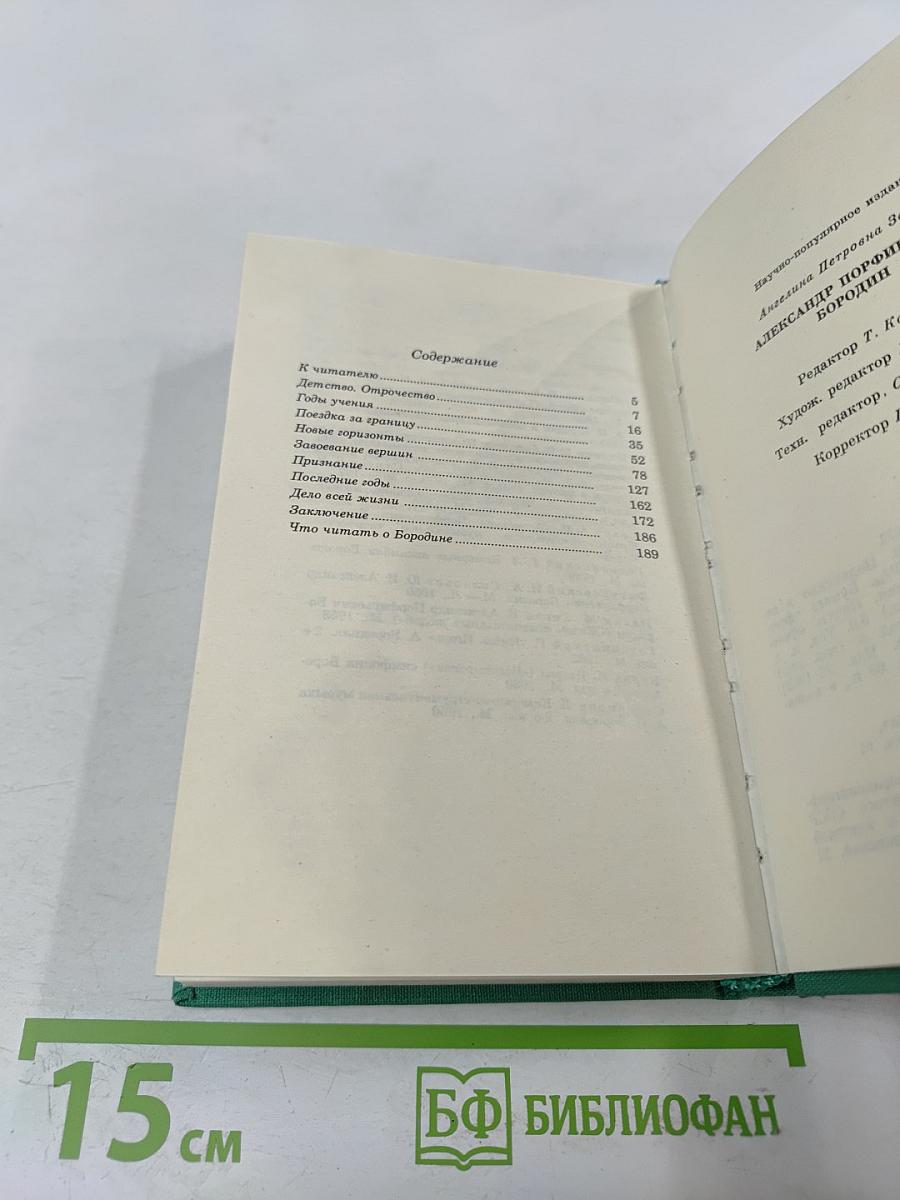 Содержание
К читателю 5
Детство. Отрочество 7
Годы учения 16
Поездка за границу 35
Новые горизонты 52
Завоевание вершин 78
Признание 127
Последние годы 162
Дело всей жизни 172
Заключение 186
Что читать о Бородине 189
Научно-популярное
Ангелина Петровна
АЛЕКСАНДР
БОРОДИН
Редактор Т.
Худож. редактор
Техн. редактор
Корректор
15 см
БФ БИБЛИОФАН